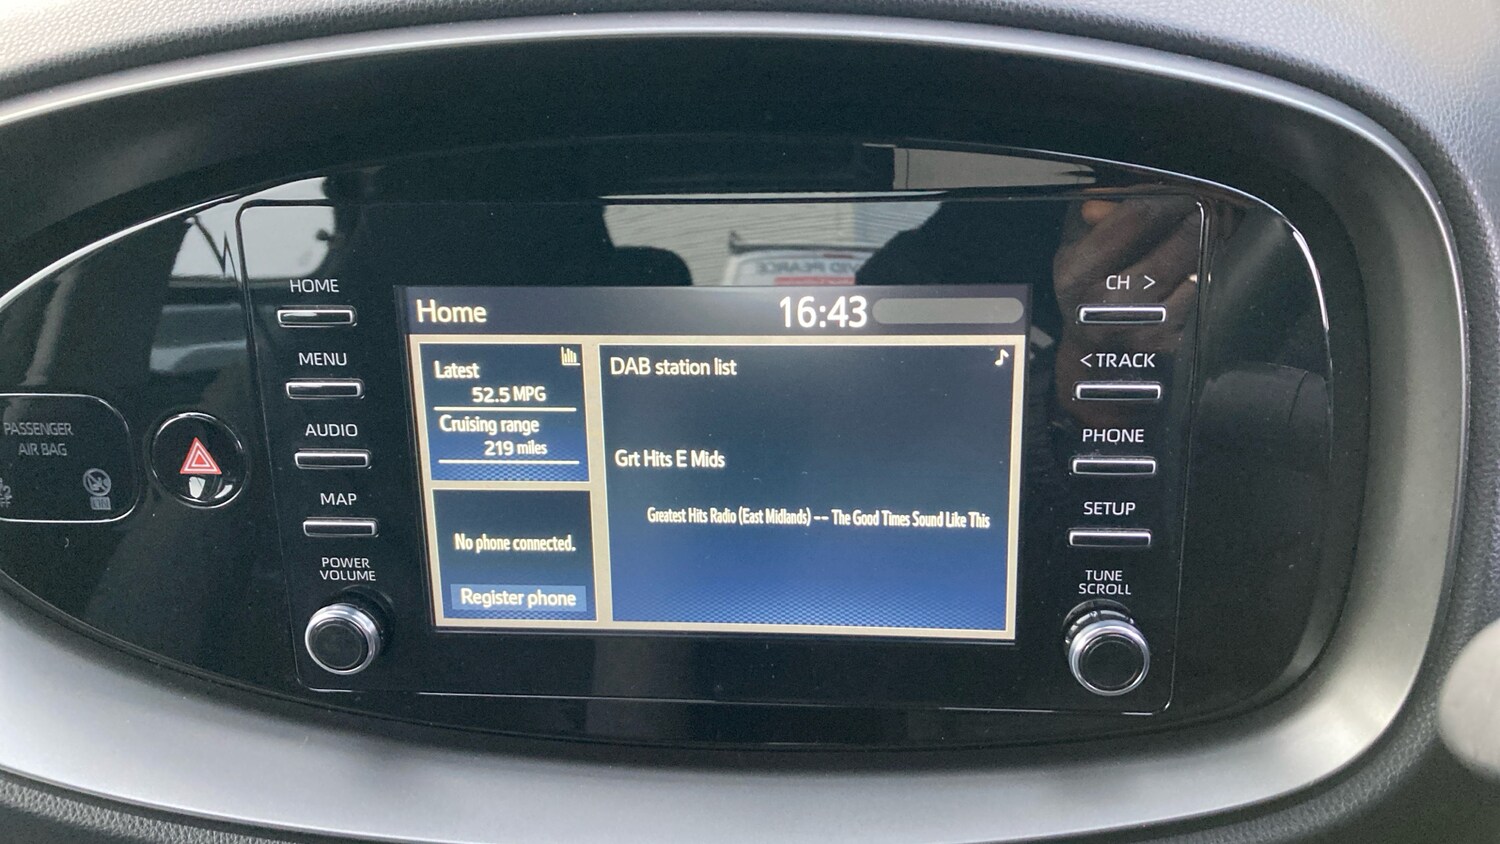 HOME
MENU
AUDIO
MAP
POWER
VOLUME
PASSENGER
AIR BAG
Home
16:43
Latest
52.5 MPG
Cruising range
219 miles
No phone connected.
Register phone
DAB station list
Grt Hits E Mids
Greatest Hits Radio (East Midlands) -- The Good Times Sound Like This
CH >
< TRACK
PHONE
SETUP
TUNE
SCROLL